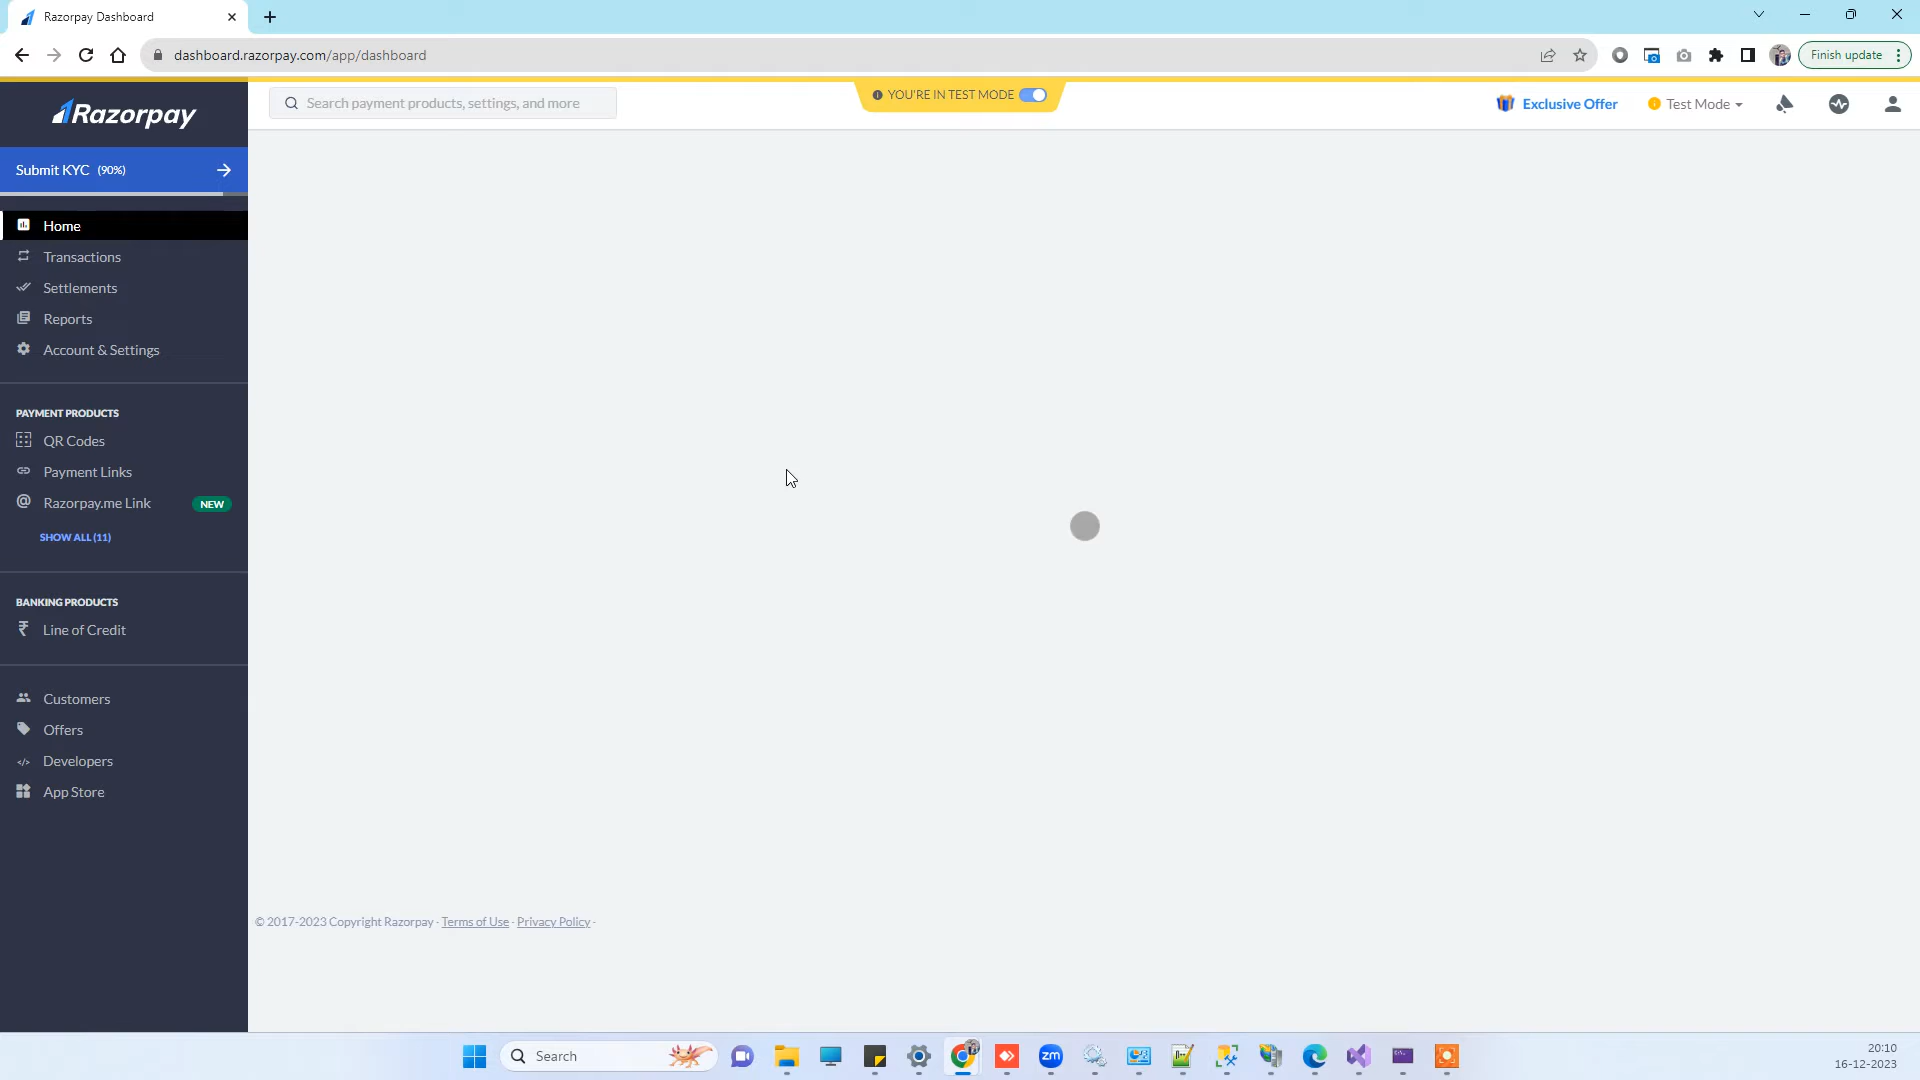 Razorpay Dashboard
dashboard.razorpay.com/app/dashboard
Finish update
Razorpay
Search payment products, settings, and more
YOU'RE IN TEST MODE
Exclusive Offer
Test Mode
Submit KYC (90%)
Home
Transactions
Settlements
Reports
Account & Settings
PAYMENT PRODUCTS
QR Codes
Payment Links
Razorpay.me Link NEW
SHOW ALL (11)
BANKING PRODUCTS
Line of Credit
Customers
Offers
Developers
App Store
© 2017-2023 Copyright Razorpay · Terms of Use · Privacy Policy ·
Search
zm
20:10
16-12-2023